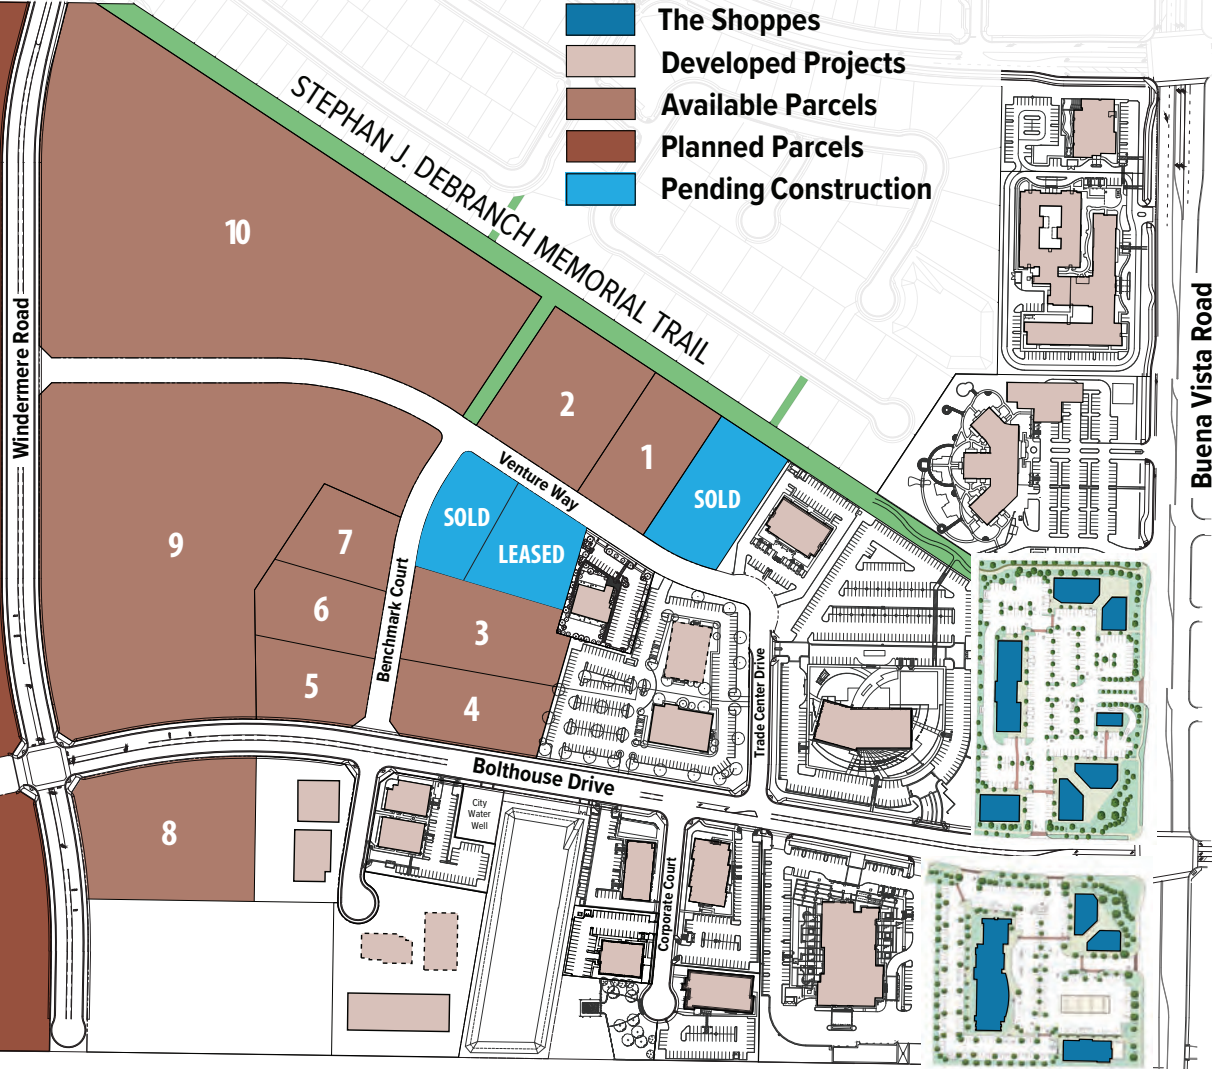 The Shoppes
Developed Projects
Available Parcels
Planned Parcels
Pending Construction
STEPHAN J. DEBRANCH MEMORIAL TRAIL
10
Windermere Road
Buena Vista Road
2
1
SOLD
Venture Way
SOLD
LEASED
9
7
6
5
Benchmark Court
3
4
Trade Center Drive
Bolthouse Drive
8
City
Water
Well
Corporate Court